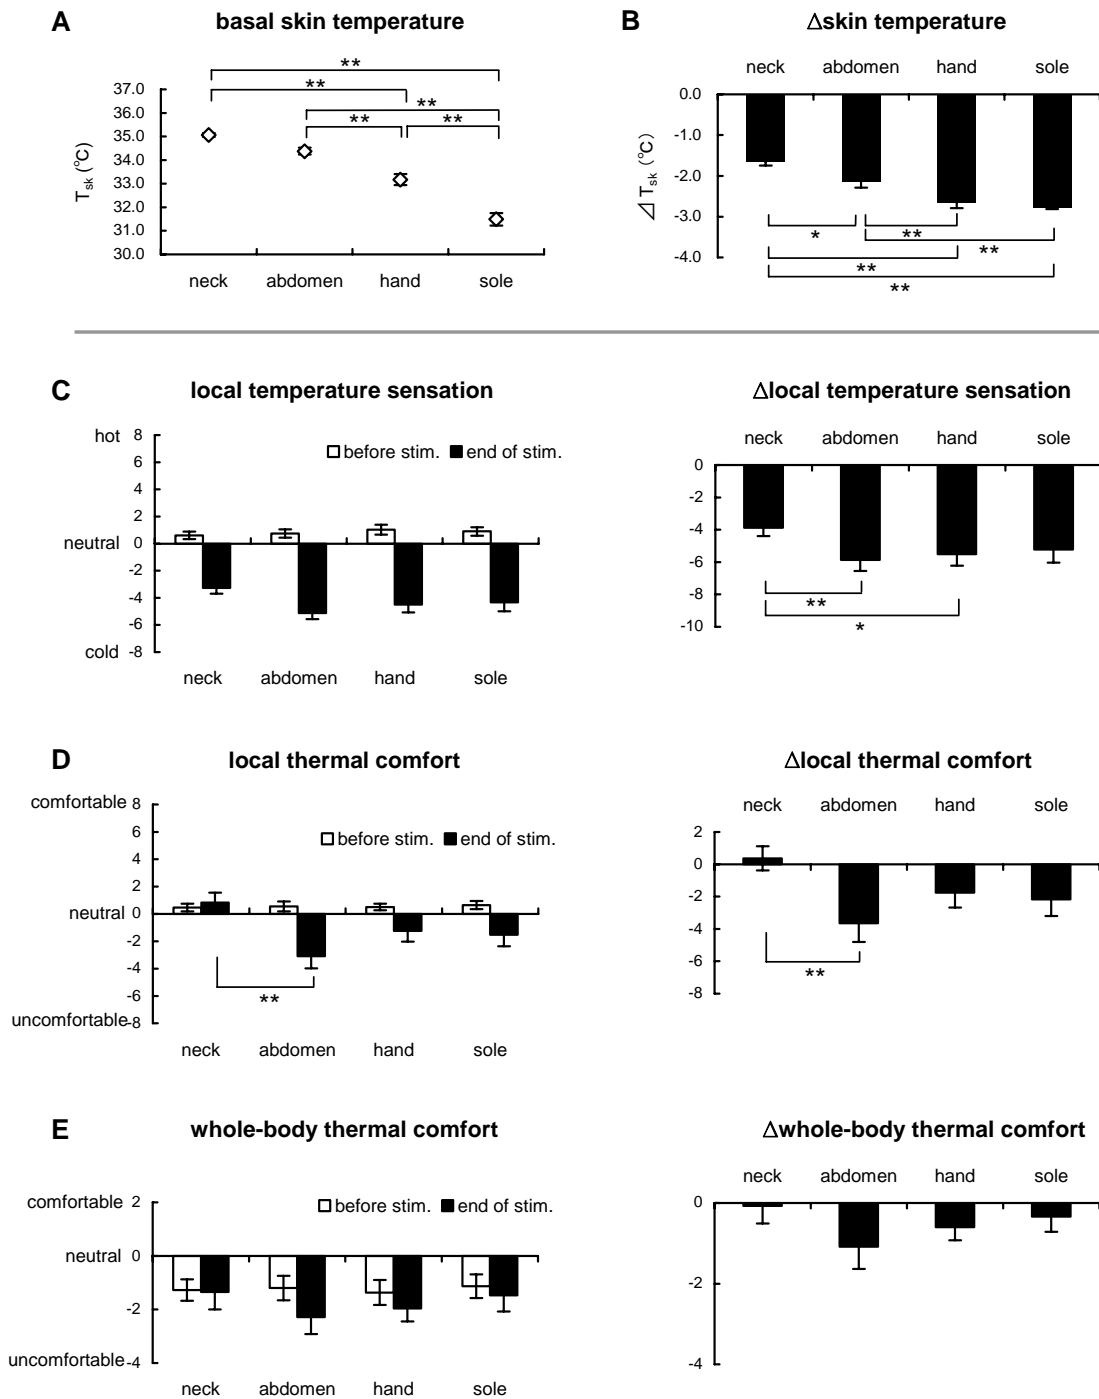 A
basal skin temperature
**
**
**
** **
37.0
36.0
35.0
34.0
33.0
32.0
31.0
30.0
Tsk (°C)
neck abdomen hand sole
B
Δskin temperature
neck abdomen hand sole
0.0
-1.0
-2.0
-3.0
-4.0
⊿ Tsk (°C)
* **
**
**
**
C
local temperature sensation
hot
neutral
cold
8
6
4
2
0
-2
-4
-6
-8
before stim. end of stim.
neck abdomen hand sole
Δlocal temperature sensation
neck abdomen hand sole
0
-2
-4
-6
-8
-10
**
*
D
local thermal comfort
comfortable
neutral
uncomfortable
8
6
4
2
0
-2
-4
-6
-8
before stim. end of stim.
**
neck abdomen hand sole
Δlocal thermal comfort
neck abdomen hand sole
2
0
-2
-4
-6
-8
**
E
whole-body thermal comfort
comfortable
neutral
uncomfortable
2
0
-2
-4
before stim. end of stim.
neck abdomen hand sole
Δwhole-body thermal comfort
neck abdomen hand sole
0
-2
-4